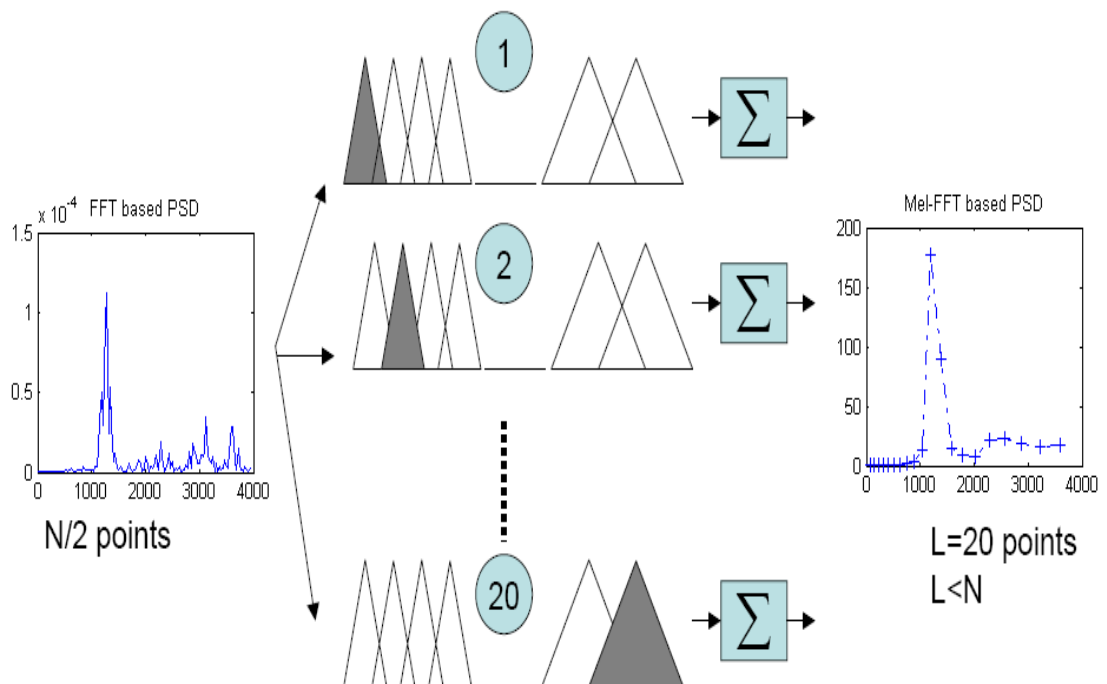 1
Σ
x 10^-4 FFT based PSD
1.5
1
0.5
0
0 1000 2000 3000 4000
N/2 points
2
Σ
Mel-FFT based PSD
200
150
100
50
0
0 1000 2000 3000 4000
L=20 points
L<N
20
Σ